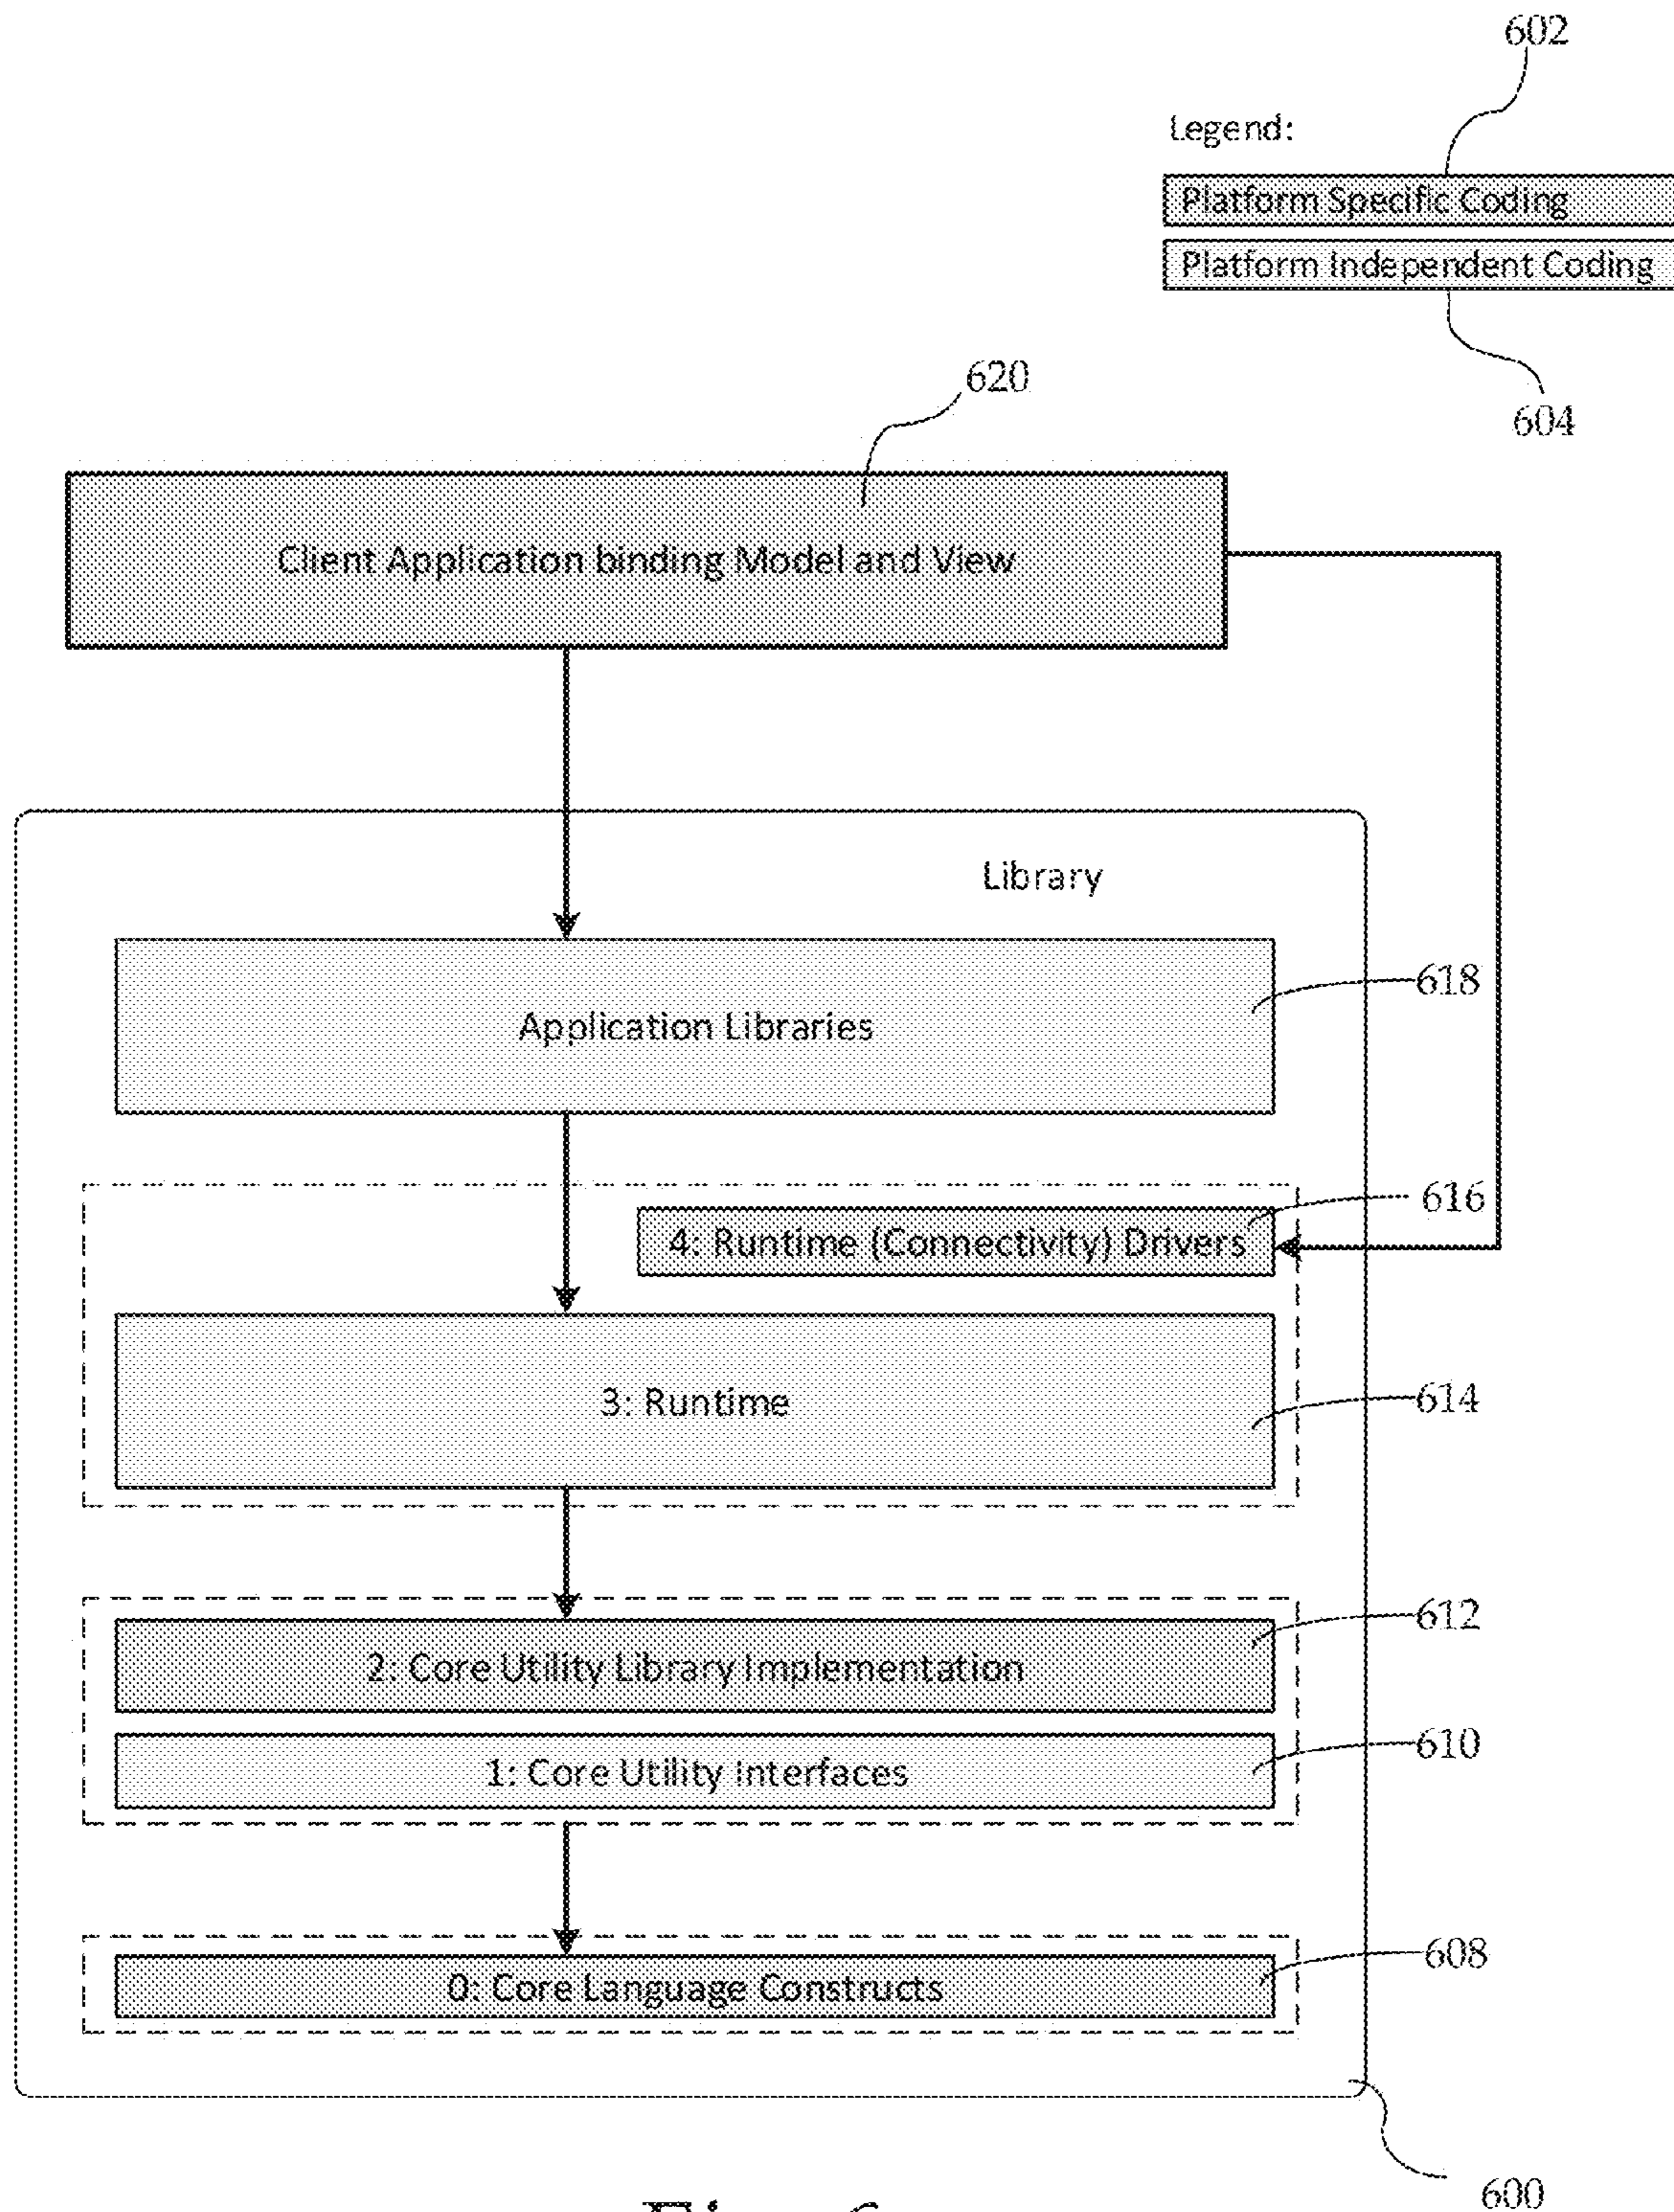 602
Legend:
Platform Specific Coding
Platform Independent Coding
604
620
Client Application binding Model and View
Library
618
Application Libraries
616
4: Runtime (Connectivity) Drivers
3: Runtime
614
612
2: Core Utility Library Implementation
610
1: Core Utility Interfaces
608
0: Core Language Constructs
600